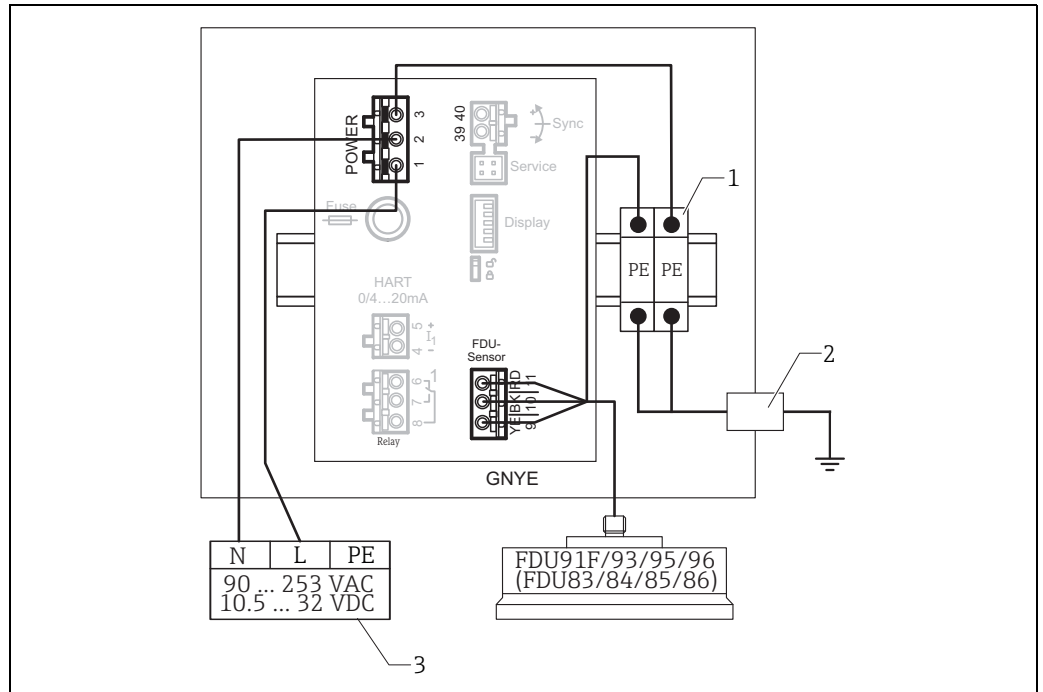 POWER
3
2
1
39 40
Sync
Service
1
Fuse
Display
PE PE
HART
0/4...20mA
5 +
I1
4 -
FDU-
Sensor
2
6 1
7
8
Relay
YE|BK|RD
9 |10| 11
GNYE
N L PE
90 ... 253 VAC
10.5 ... 32 VDC
FDU91F/93/95/96
(FDU83/84/85/86)
3